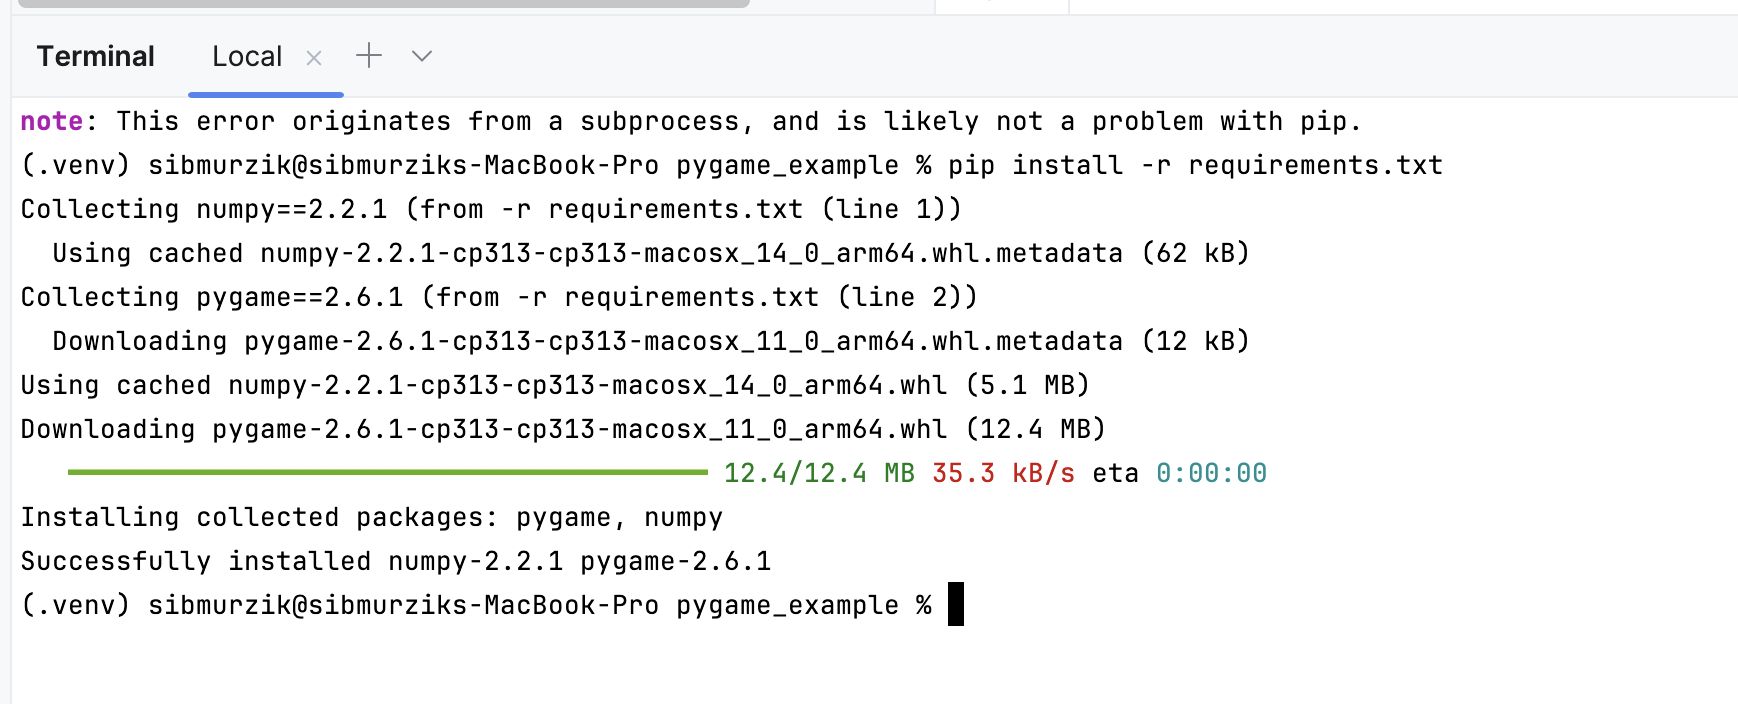 Terminal Local
note: This error originates from a subprocess, and is likely not a problem with pip.
(.venv) sibmurzik@sibmurziks-MacBook-Pro pygame_example % pip install -r requirements.txt
Collecting numpy==2.2.1 (from -r requirements.txt (line 1))
  Using cached numpy-2.2.1-cp313-cp313-macosx_14_0_arm64.whl.metadata (62 kB)
Collecting pygame==2.6.1 (from -r requirements.txt (line 2))
  Downloading pygame-2.6.1-cp313-cp313-macosx_11_0_arm64.whl.metadata (12 kB)
Using cached numpy-2.2.1-cp313-cp313-macosx_14_0_arm64.whl (5.1 MB)
Downloading pygame-2.6.1-cp313-cp313-macosx_11_0_arm64.whl (12.4 MB)
12.4/12.4 MB 35.3 kB/s eta 0:00:00
Installing collected packages: pygame, numpy
Successfully installed numpy-2.2.1 pygame-2.6.1
(.venv) sibmurzik@sibmurziks-MacBook-Pro pygame_example %